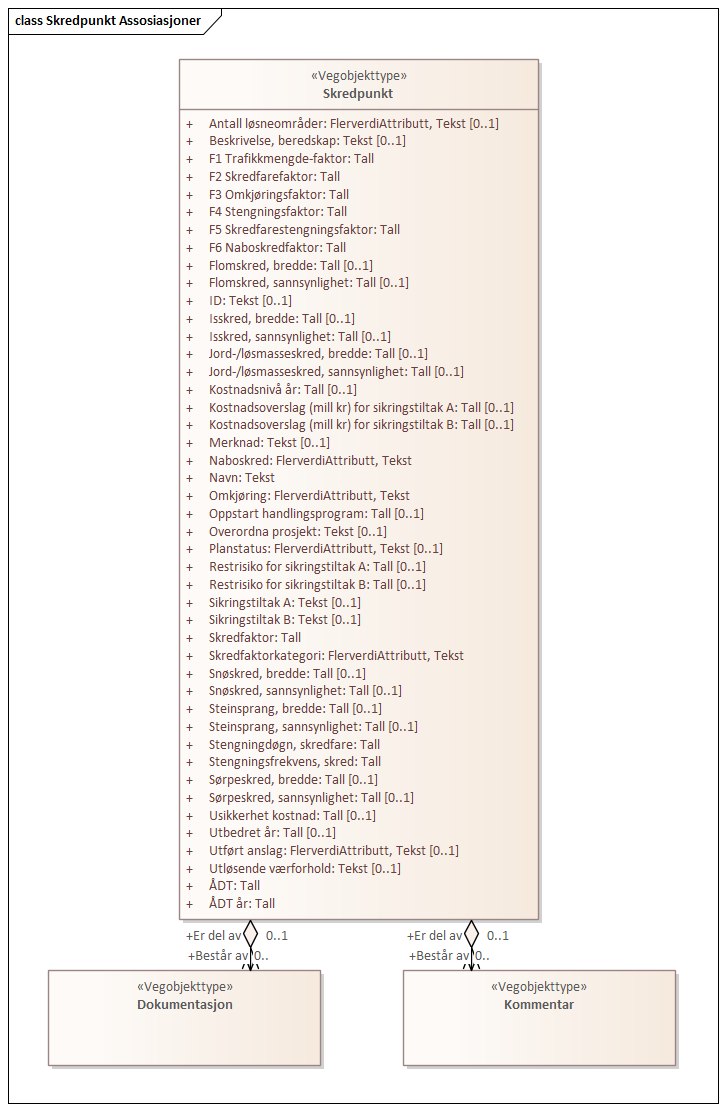 class Skredpunkt Assosiasjoner
«Vegobjekttype»
Skredpunkt
+ Antall løsneområder: FlerverdiAttributt, Tekst [0..1]
+ Beskrivelse, beredskap: Tekst [0..1]
+ F1 Trafikkmengde-faktor: Tall
+ F2 Skredfarefaktor: Tall
+ F3 Omkjøringsfaktor: Tall
+ F4 Stengningsfaktor: Tall
+ F5 Skredfarestengningsfaktor: Tall
+ F6 Naboskredfaktor: Tall
+ Flomskred, bredde: Tall [0..1]
+ Flomskred, sannsynlighet: Tall [0..1]
+ ID: Tekst [0..1]
+ Isskred, bredde: Tall [0..1]
+ Isskred, sannsynlighet: Tall [0..1]
+ Jord-/løsmasseskred, bredde: Tall [0..1]
+ Jord-/løsmasseskred, sannsynlighet: Tall [0..1]
+ Kostnadsnivå år: Tall [0..1]
+ Kostnadsoverslag (mill kr) for sikringstiltak A: Tall [0..1]
+ Kostnadsoverslag (mill kr) for sikringstiltak B: Tall [0..1]
+ Merknad: Tekst [0..1]
+ Naboskred: FlerverdiAttributt, Tekst
+ Navn: Tekst
+ Omkjøring: FlerverdiAttributt, Tekst
+ Oppstart handlingsprogram: Tall [0..1]
+ Overordna prosjekt: Tekst [0..1]
+ Planstatus: FlerverdiAttributt, Tekst [0..1]
+ Restrisiko for sikringstiltak A: Tall [0..1]
+ Restrisiko for sikringstiltak B: Tall [0..1]
+ Sikringstiltak A: Tekst [0..1]
+ Sikringstiltak B: Tekst [0..1]
+ Skredfaktor: Tall
+ Skredfaktorkategori: FlerverdiAttributt, Tekst
+ Snøskred, bredde: Tall [0..1]
+ Snøskred, sannsynlighet: Tall [0..1]
+ Steinsprang, bredde: Tall [0..1]
+ Steinsprang, sannsynlighet: Tall [0..1]
+ Stengningdøgn, skredfare: Tall
+ Stengningsfrekvens, skred: Tall
+ Sørpeskred, bredde: Tall [0..1]
+ Sørpeskred, sannsynlighet: Tall [0..1]
+ Usikkerhet kostnad: Tall [0..1]
+ Utbedret år: Tall [0..1]
+ Utført anslag: FlerverdiAttributt, Tekst [0..1]
+ Utløsende værforhold: Tekst [0..1]
+ ÅDT: Tall
+ ÅDT år: Tall
+Er del av 0..1
+Består av 0..
+Er del av 0..1
+Består av 0..
«Vegobjekttype»
Dokumentasjon
«Vegobjekttype»
Kommentar